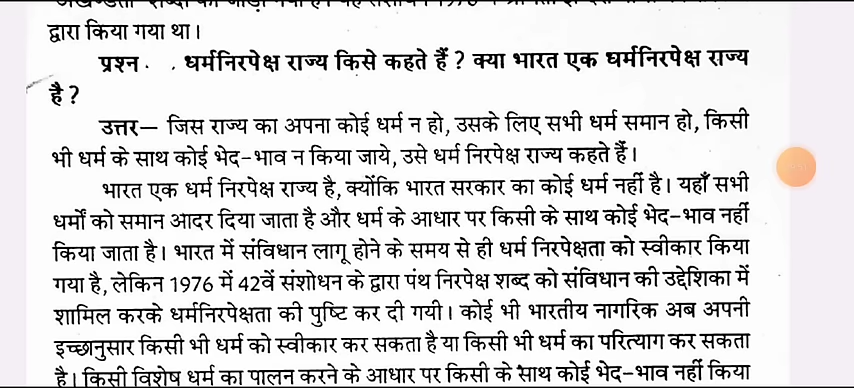 द्वारा किया गया था।
प्रश्न . . धर्मनिरपेक्ष राज्य किसे कहते हैं ? क्या भारत एक धर्मनिरपेक्ष राज्य
है ?
उत्तर— जिस राज्य का अपना कोई धर्म न हो, उसके लिए सभी धर्म समान हो, किसी
भी धर्म के साथ कोई भेद-भाव न किया जाये, उसे धर्म निरपेक्ष राज्य कहते हैं।
भारत एक धर्म निरपेक्ष राज्य है, क्योंकि भारत सरकार का कोई धर्म नहीं है। यहाँ सभी
धर्मों को समान आदर दिया जाता है और धर्म के आधार पर किसी के साथ कोई भेद-भाव नहीं
किया जाता है। भारत में संविधान लागू होने के समय से ही धर्म निरपेक्षता को स्वीकार किया
गया है, लेकिन 1976 में 42वें संशोधन के द्वारा पंथ निरपेक्ष शब्द को संविधान की उद्देशिका में
शामिल करके धर्मनिरपेक्षता की पुष्टि कर दी गयी। कोई भी भारतीय नागरिक अब अपनी
इच्छानुसार किसी भी धर्म को स्वीकार कर सकता है या किसी भी धर्म का परित्याग कर सकता
है। किसी विशेष धर्म का पालन करने के आधार पर किसी के साथ कोई भेद-भाव नहीं किया